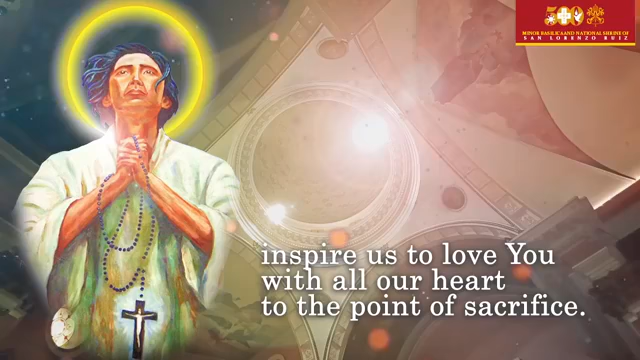 500
MINOR BASILICA AND NATIONAL SHRINE OF
SAN LORENZO RUIZ
inspire us to love You
with all our heart
to the point of sacrifice.